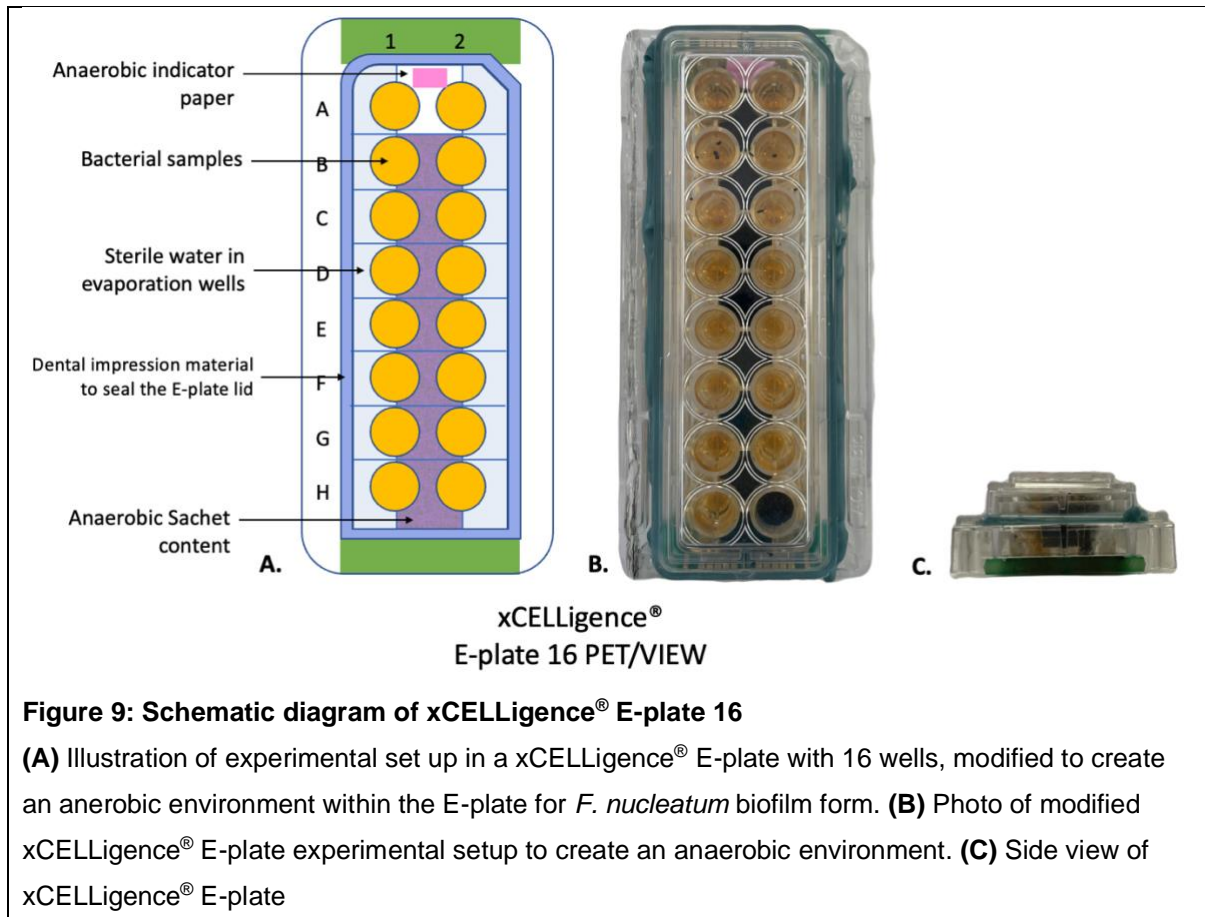 1 2
Anaerobic indicator
paper
A
Bacterial samples
B
C
Sterile water in
evaporation wells
D
E
Dental impression material
to seal the E-plate lid
F
G
H
Anaerobic Sachet
content
A.
B.
C.
xCELLigence®
E-plate 16 PET/VIEW
Figure 9: Schematic diagram of xCELLigence® E-plate 16
(A) Illustration of experimental set up in a xCELLigence® E-plate with 16 wells, modified to create
an anerobic environment within the E-plate for F. nucleatum biofilm form. (B) Photo of modified
xCELLigence® E-plate experimental setup to create an anaerobic environment. (C) Side view of
xCELLigence® E-plate